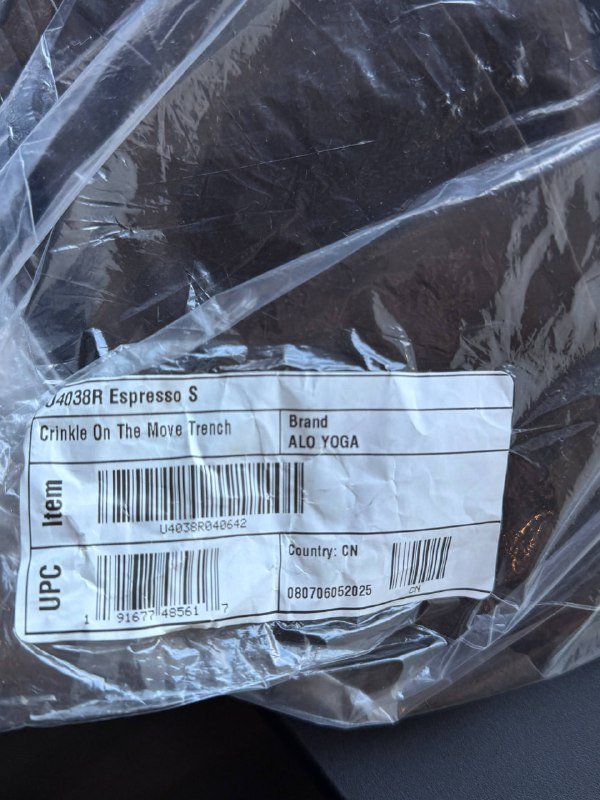 U4038R Espresso S
Crinkle On The Move Trench
Brand
ALO YOGA
Item
U4038R040642
UPC
1 91677 48561 7
Country: CN
080706052025
CN